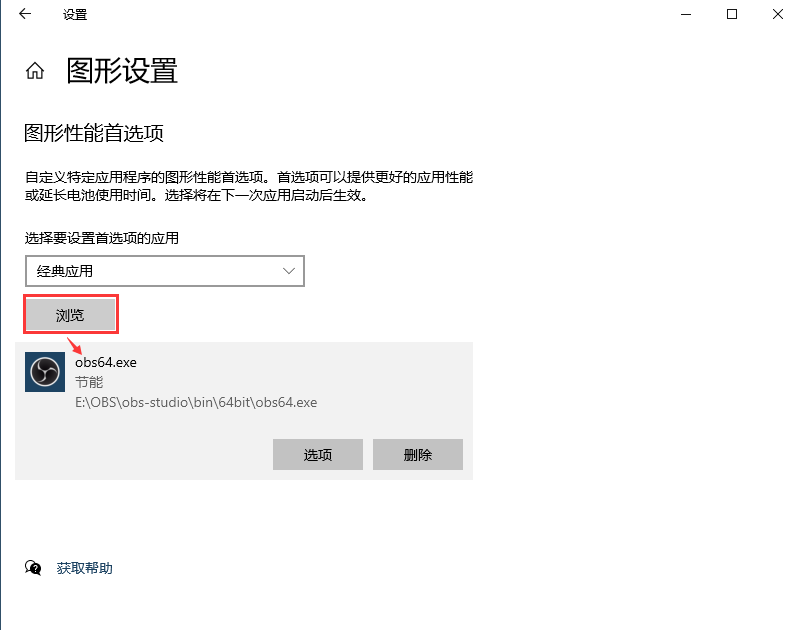 设置
图形设置
图形性能首选项
自定义特定应用程序的图形性能首选项。首选项可以提供更好的应用性能
或延长电池使用时间。选择将在下一次应用启动后生效。
选择要设置首选项的应用
经典应用
浏览
obs64.exe
节能
E:\OBS\obs-studio\bin\64bit\obs64.exe
选项
删除
获取帮助